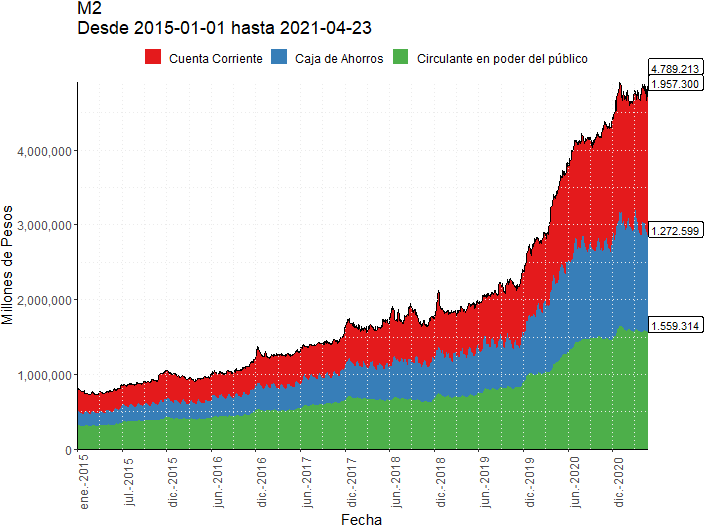 M2
Desde 2015-01-01 hasta 2021-04-23
Cuenta Corriente Caja de Ahorros Circulante en poder del público
4.789.213
1.957.300
4,000,000
3,000,000
1.272.599
2,000,000
1.559.314
1,000,000
0
Millones de Pesos
ene.-2015
jul.-2015
dic.-2015
jun.-2016
dic.-2016
jun.-2017
dic.-2017
jun.-2018
dic.-2018
jun.-2019
dic.-2019
jun.-2020
dic.-2020
Fecha